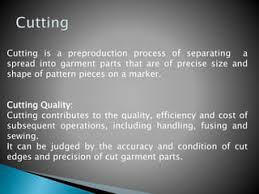 Cutting
Cutting is a preproduction process of separating a
spread into garment parts that are of precise size and
shape of pattern pieces on a marker.
Cutting Quality:
Cutting contributes to the quality, efficiency and cost of
subsequent operations, including handling, fusing and
sewing.
It can be judged by the accuracy and condition of cut
edges and precision of cut garment parts.